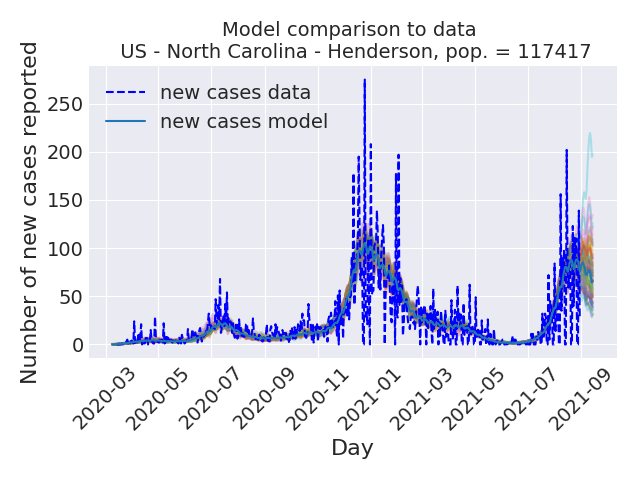 Model comparison to data
US - North Carolina - Henderson, pop. = 117417
Number of new cases reported
250
200
150
100
50
0
new cases data
new cases model
2020-03
2020-05
2020-07
2020-09
2020-11
2021-01
2021-03
2021-05
2021-07
2021-09
Day